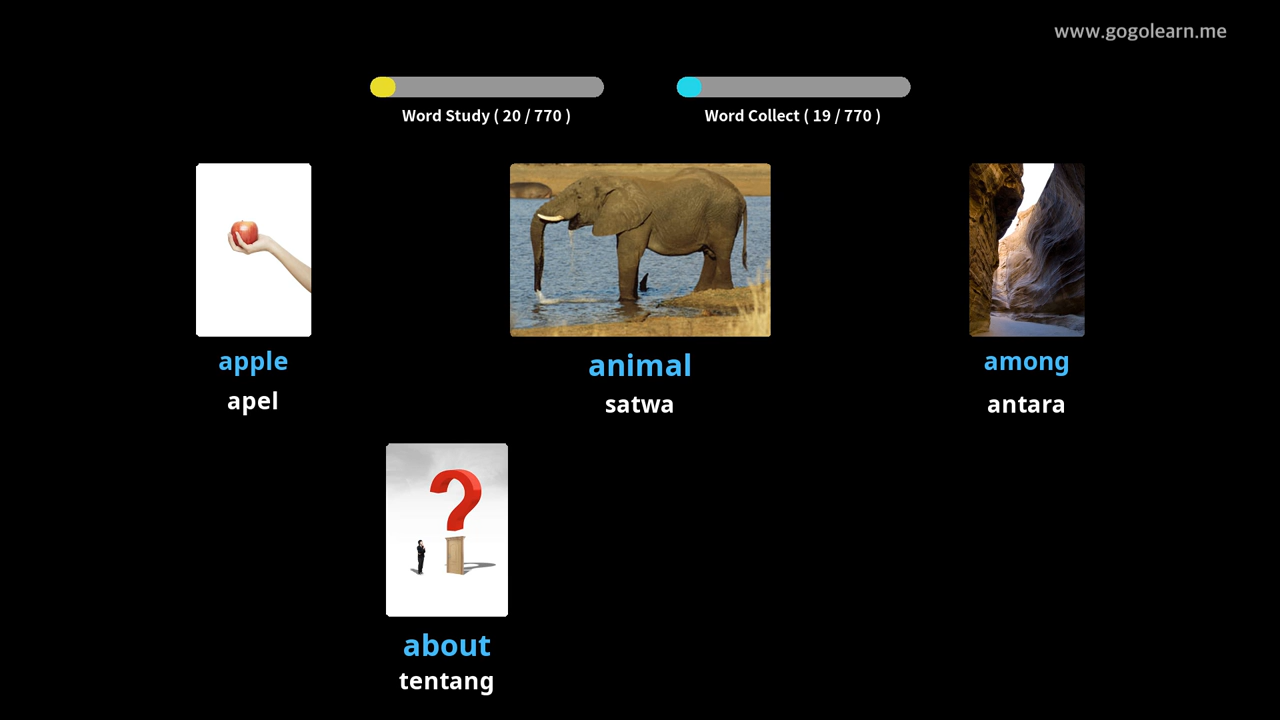 www.gogolearn.me
Word Study ( 20 / 770 )
Word Collect ( 19 / 770 )
apple
apel
animal
satwa
among
antara
about
tentang